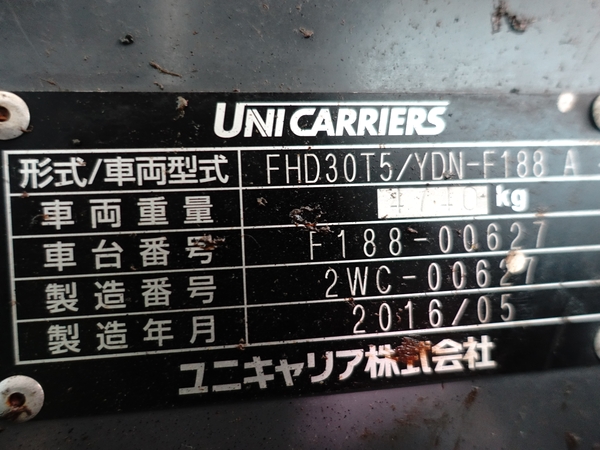 UNICARRIERS
形式/車両型式 FHD30T5/YDN-F188 A
車両重量 4740 kg
車台番号 F188-00627
製造番号 2WC-00627
製造年月 2016/05
ユニキャリア株式会社